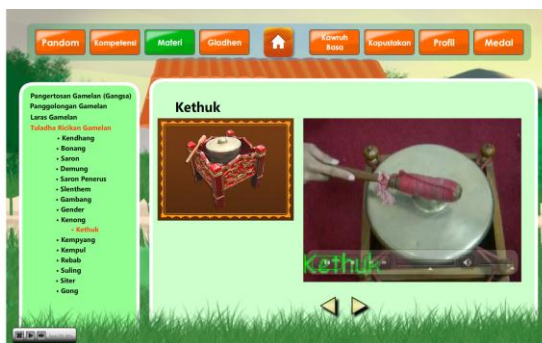 Pandom
Kompetensi
Materi
Gladhen
Kawruh
Basa
Kapustakan
Profil
Medal
Pangertosan Gamelan (Gangsa)
Panggolongan Gamelan
Laras Gamelan
Tuladha Ricikan Gamelan
• Kendhang
• Bonang
• Saron
• Demung
• Saron Penerus
• Slenthem
• Gambang
• Gender
• Kenong
• Kethuk
• Kempyang
• Kempul
• Rebab
• Suling
• Siter
• Gong
Kethuk
Kethuk